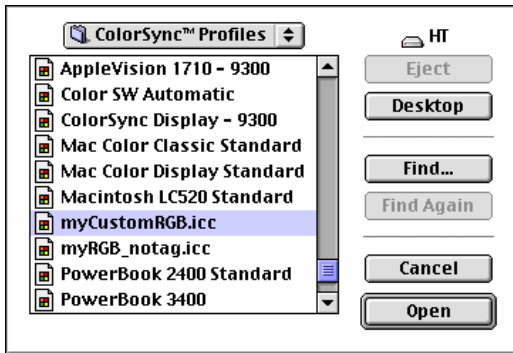 ColorSync™ Profiles
HT
AppleVision 1710 - 9300
Color SW Automatic
ColorSync Display - 9300
Mac Color Classic Standard
Mac Color Display Standard
Macintosh LC520 Standard
myCustomRGB.icc
myRGB_notag.icc
PowerBook 2400 Standard
PowerBook 3400
Eject
Desktop
Find...
Find Again
Cancel
Open